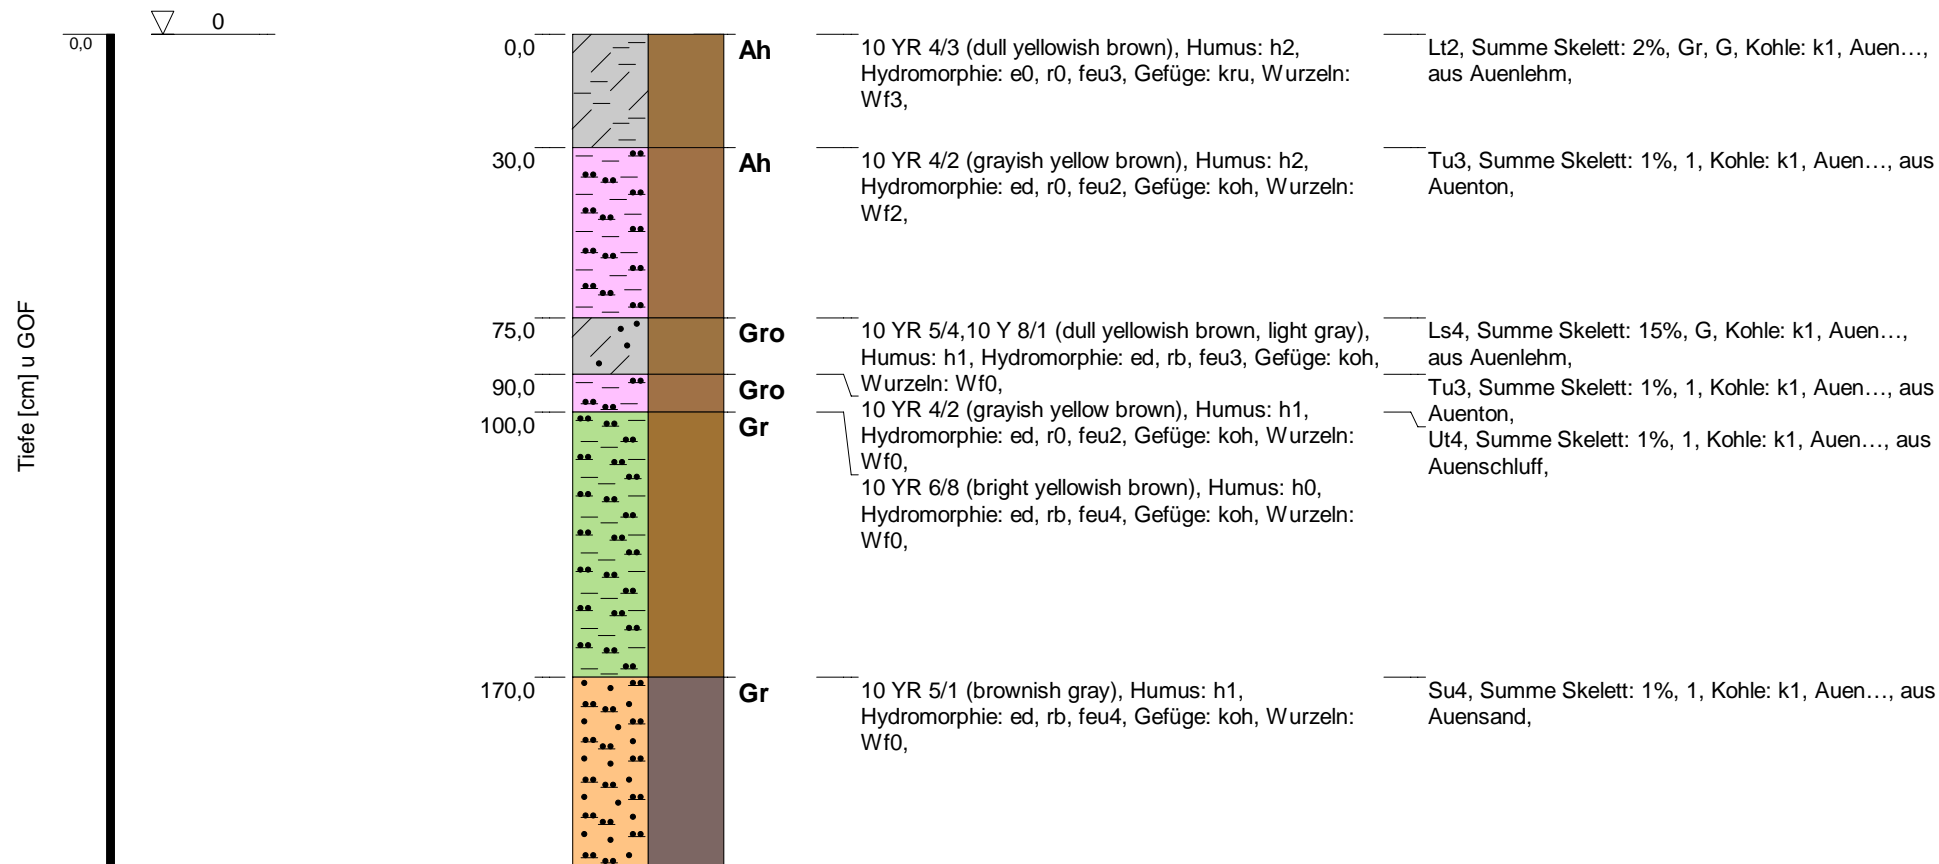 0
0,0
Tiefe [cm] u GOF
0,0
Ah
10 YR 4/3 (dull yellowish brown), Humus: h2,
Hydromorphie: e0, r0, feu3, Gefüge: kru, Wurzeln:
Wf3,
Lt2, Summe Skelett: 2%, Gr, G, Kohle: k1, Auen…,
aus Auenlehm,
30,0
Ah
10 YR 4/2 (grayish yellow brown), Humus: h2,
Hydromorphie: ed, r0, feu2, Gefüge: koh, Wurzeln:
Wf2,
Tu3, Summe Skelett: 1%, 1, Kohle: k1, Auen…, aus
Auenton,
75,0
Gro
10 YR 5/4,10 Y 8/1 (dull yellowish brown, light gray),
Humus: h1, Hydromorphie: ed, rb, feu3, Gefüge: koh,
Wurzeln: Wf0,
Ls4, Summe Skelett: 15%, G, Kohle: k1, Auen…,
aus Auenlehm,
90,0
Gro
10 YR 4/2 (grayish yellow brown), Humus: h1,
Hydromorphie: ed, r0, feu2, Gefüge: koh, Wurzeln:
Wf0,
Tu3, Summe Skelett: 1%, 1, Kohle: k1, Auen…, aus
Auenton,
100,0
Gr
10 YR 6/8 (bright yellowish brown), Humus: h0,
Hydromorphie: ed, rb, feu4, Gefüge: koh, Wurzeln:
Wf0,
Ut4, Summe Skelett: 1%, 1, Kohle: k1, Auen…, aus
Auenschluff,
170,0
Gr
10 YR 5/1 (brownish gray), Humus: h1,
Hydromorphie: ed, rb, feu4, Gefüge: koh, Wurzeln:
Wf0,
Su4, Summe Skelett: 1%, 1, Kohle: k1, Auen…, aus
Auensand,